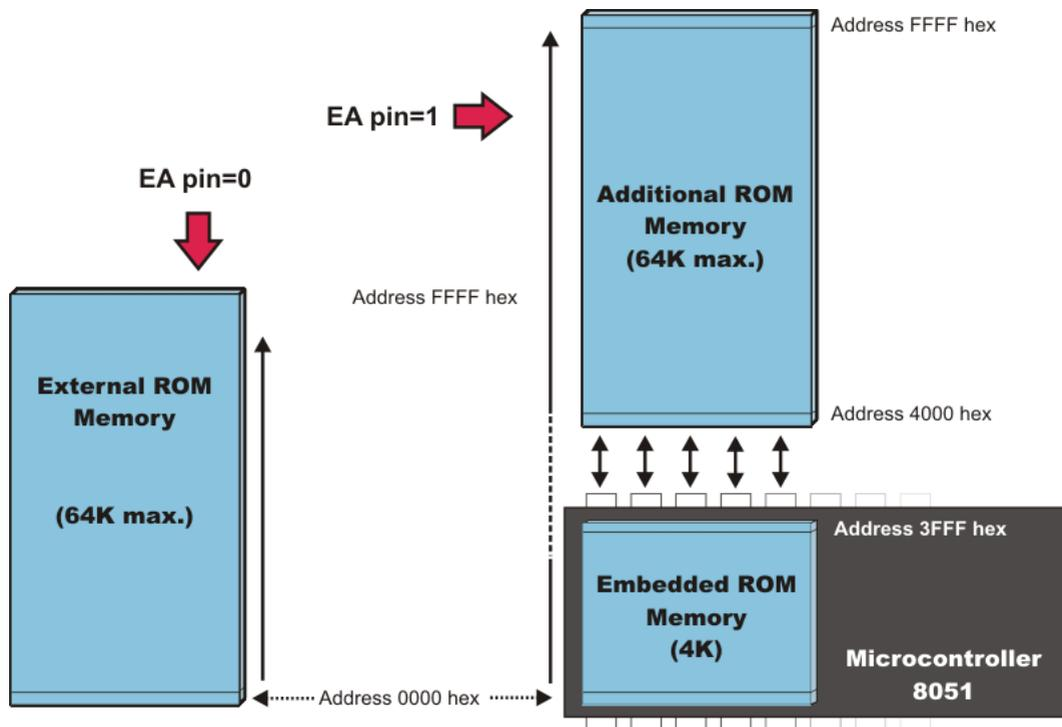 Address FFFF hex
EA pin=1
EA pin=0
Additional ROM
Memory
(64K max.)
Address FFFF hex
External ROM
Memory
(64K max.)
Address 4000 hex
Address 3FFF hex
Embedded ROM
Memory
(4K)
Microcontroller
8051
Address 0000 hex